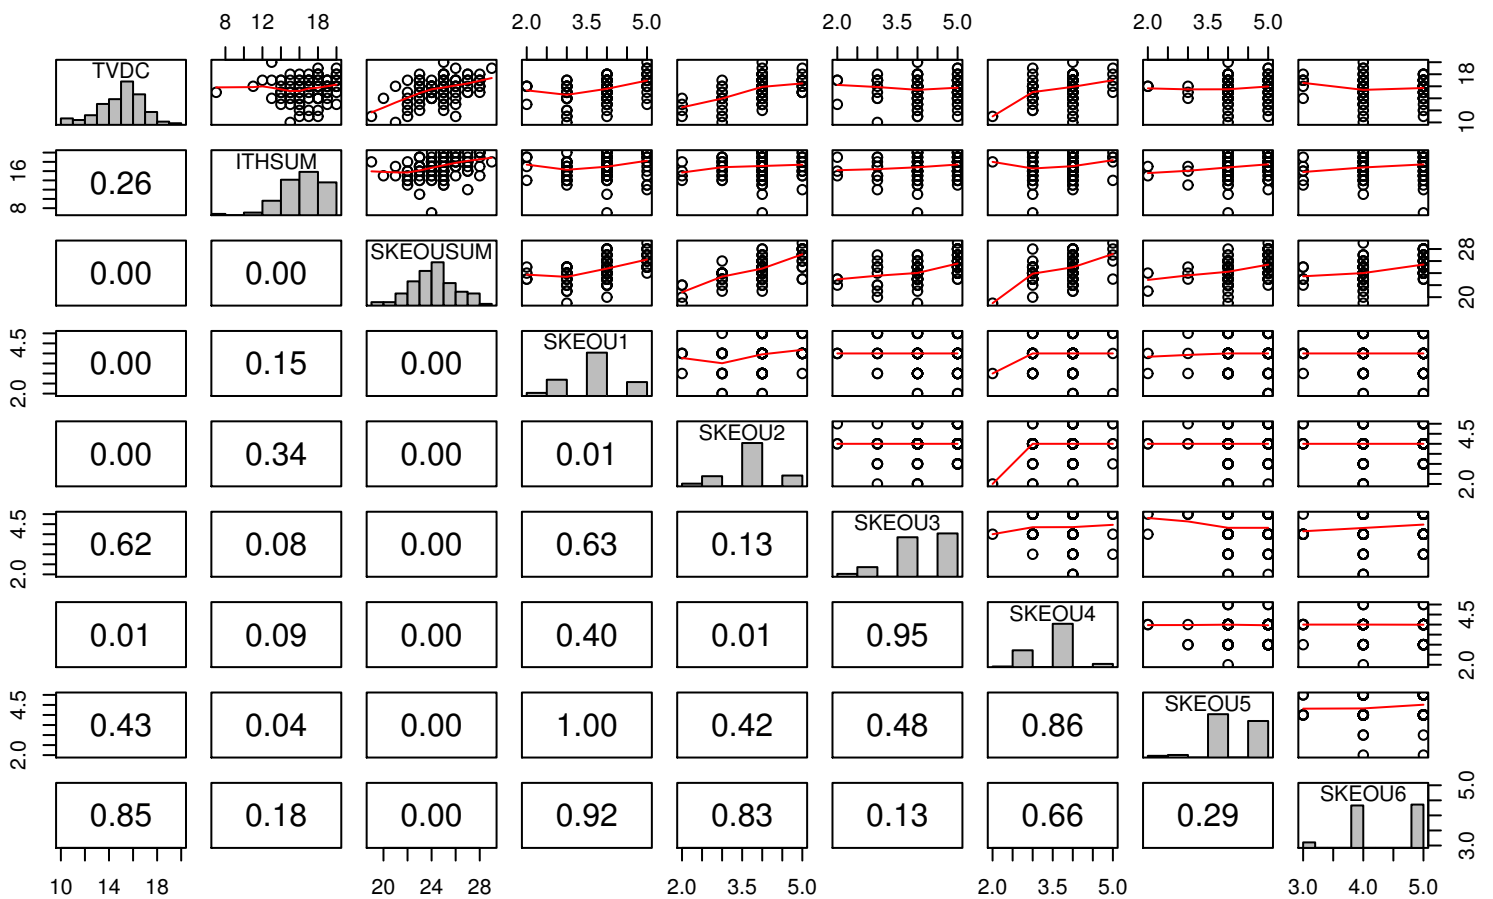 8 12 18 2.0 3.5 5.0 2.0 3.5 5.0 2.0 3.5 5.0
TVDC 10 18
8 16 0.26 ITHSUM
0.00 0.00 SKEOUSUM 20 28
2.0 4.5 0.00 0.15 0.00 SKEOU1
0.00 0.34 0.00 0.01 SKEOU2 2.0 4.5
2.0 4.5 0.62 0.08 0.00 0.63 0.13 SKEOU3
0.01 0.09 0.00 0.40 0.01 0.95 SKEOU4 2.0 4.5
2.0 4.5 0.43 0.04 0.00 1.00 0.42 0.48 0.86 SKEOU5
0.85 0.18 0.00 0.92 0.83 0.13 0.66 0.29 SKEOU6 3.0 5.0
10 14 18 20 24 28 2.0 3.5 5.0 2.0 3.5 5.0 3.0 4.0 5.0